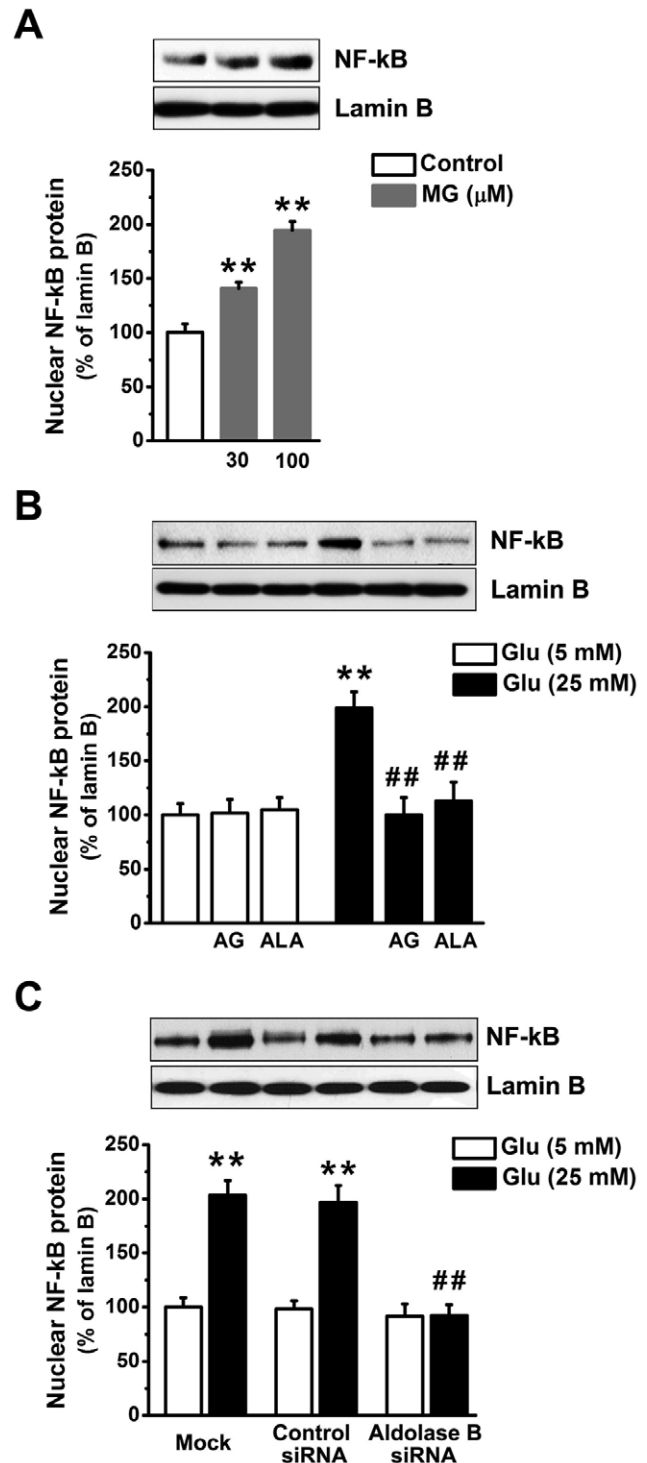 A
NF-kB
Lamin B
Control
MG (μM)
Nuclear NF-kB protein
(% of lamin B)
250
200
150
100
50
0
**
**
30 100
B
NF-kB
Lamin B
Glu (5 mM)
Glu (25 mM)
Nuclear NF-kB protein
(% of lamin B)
250
200
150
100
50
0
**
##
##
AG ALA AG ALA
C
NF-kB
Lamin B
Glu (5 mM)
Glu (25 mM)
Nuclear NF-kB protein
(% of lamin B)
250
200
150
100
50
0
**
**
##
Mock
Control
siRNA
Aldolase B
siRNA